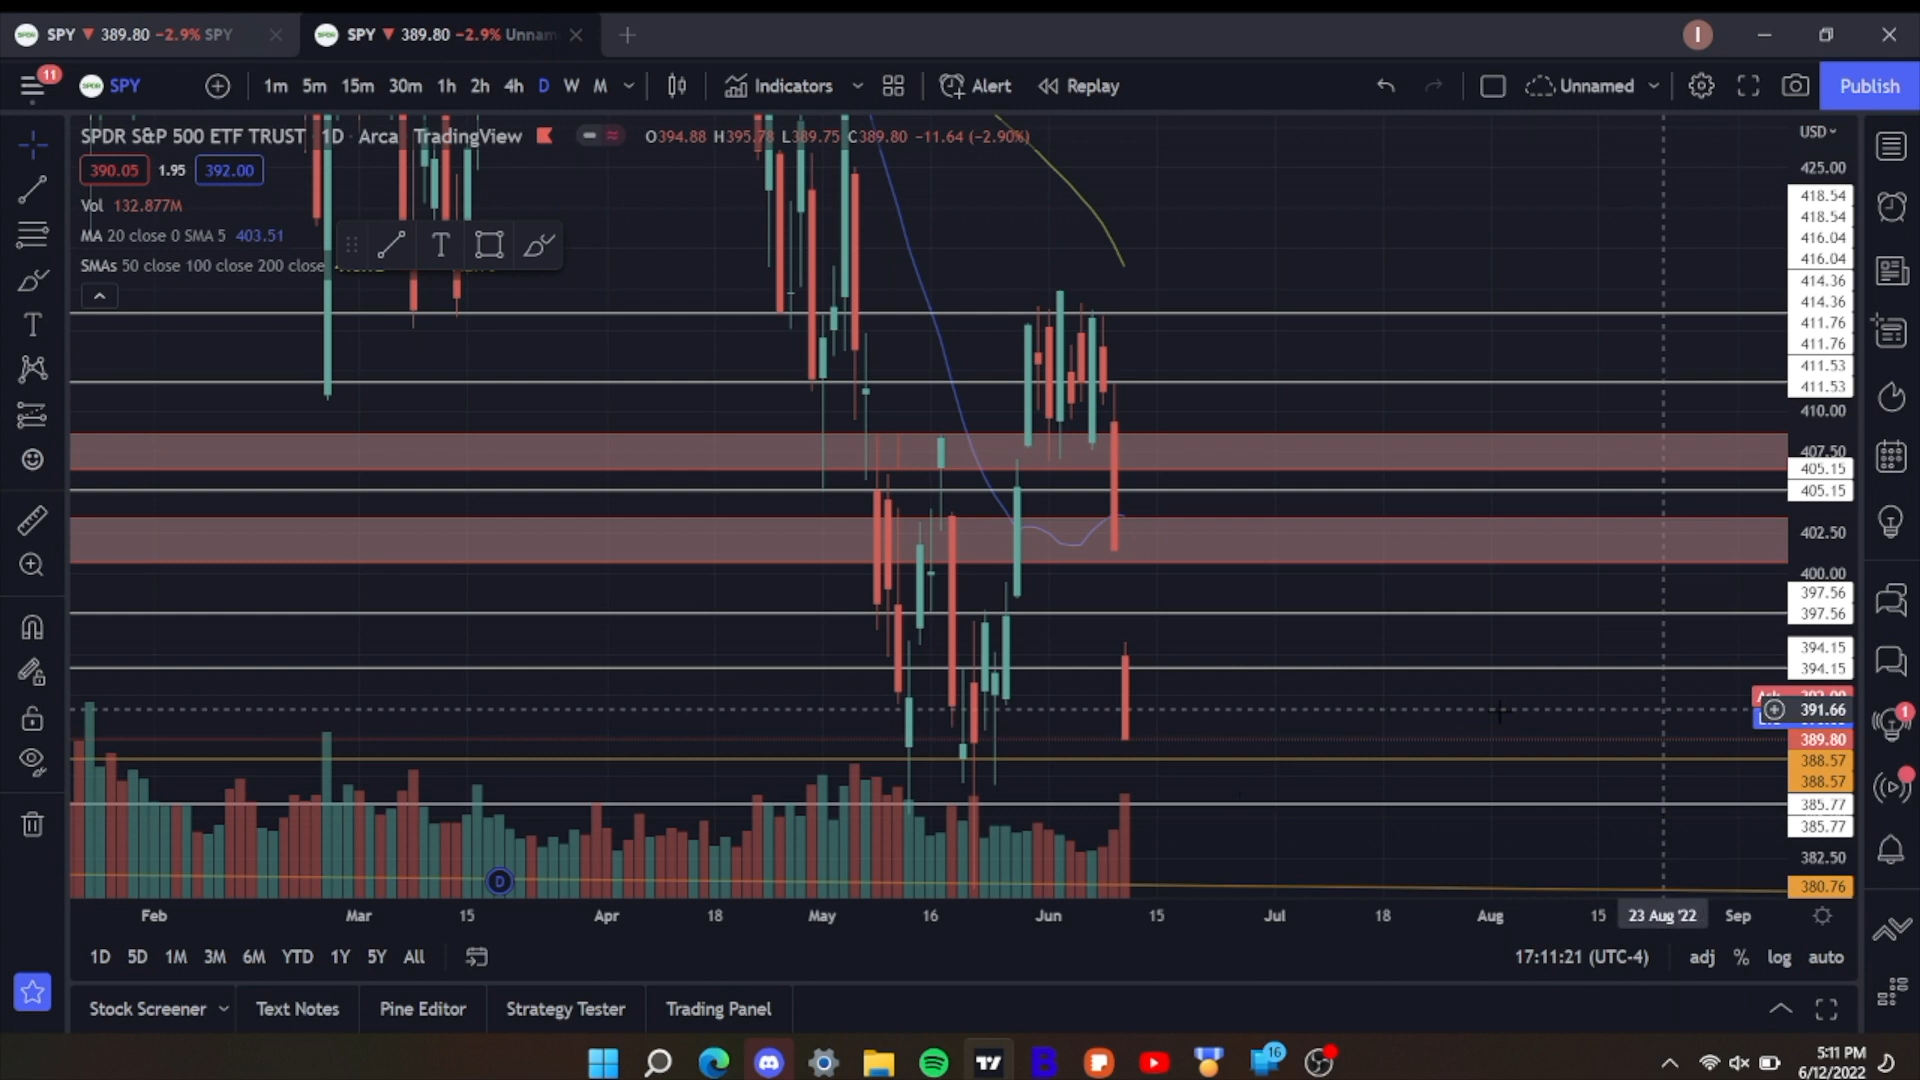 SPY 389.80 −2.9% SPY
SPY 389.80 −2.9% Unnam
I
11
SPY
1m 5m 15m 30m 1h 2h 4h D W M
Indicators
Alert
Replay
Unnamed
Publish
SPDR S&P 500 ETF TRUST 1D Arca TradingView
O394.88 H395.78 L389.75 C389.80 −11.64 (−2.90%)
USD
390.05 1.95 392.00
Vol 132.877M
MA 20 close 0 SMA 5 403.51
SMAs 50 close 100 close 200 close
T
425.00
418.54
418.54
416.04
416.04
414.36
414.36
411.76
411.76
411.53
411.53
410.00
407.50
405.15
405.15
402.50
400.00
397.56
397.56
394.15
394.15
391.66
389.80
388.57
388.57
385.77
385.77
382.50
380.76
1
D
Feb Mar 15 Apr 18 May 16 Jun 15 Jul 18 Aug 15 23 Aug '22 Sep
1D 5D 1M 3M 6M YTD 1Y 5Y All
17:11:21 (UTC-4) adj % log auto
Stock Screener Text Notes Pine Editor Strategy Tester Trading Panel
16
5:11 PM
6/12/2022